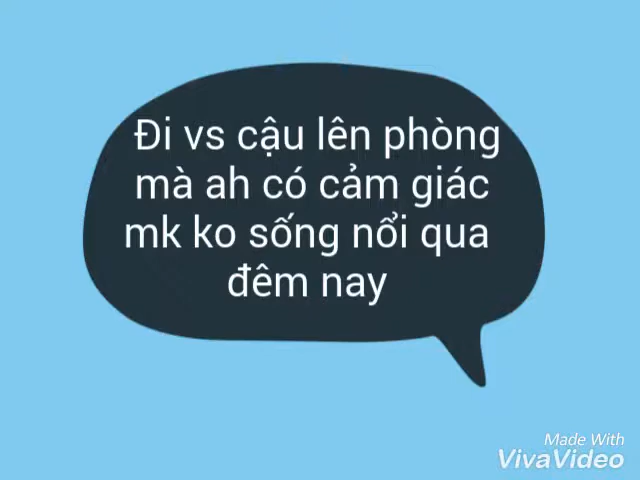 Đi vs cậu lên phòng
mà ah có cảm giác
mk ko sống nổi qua
đêm nay
Made With
VivaVideo